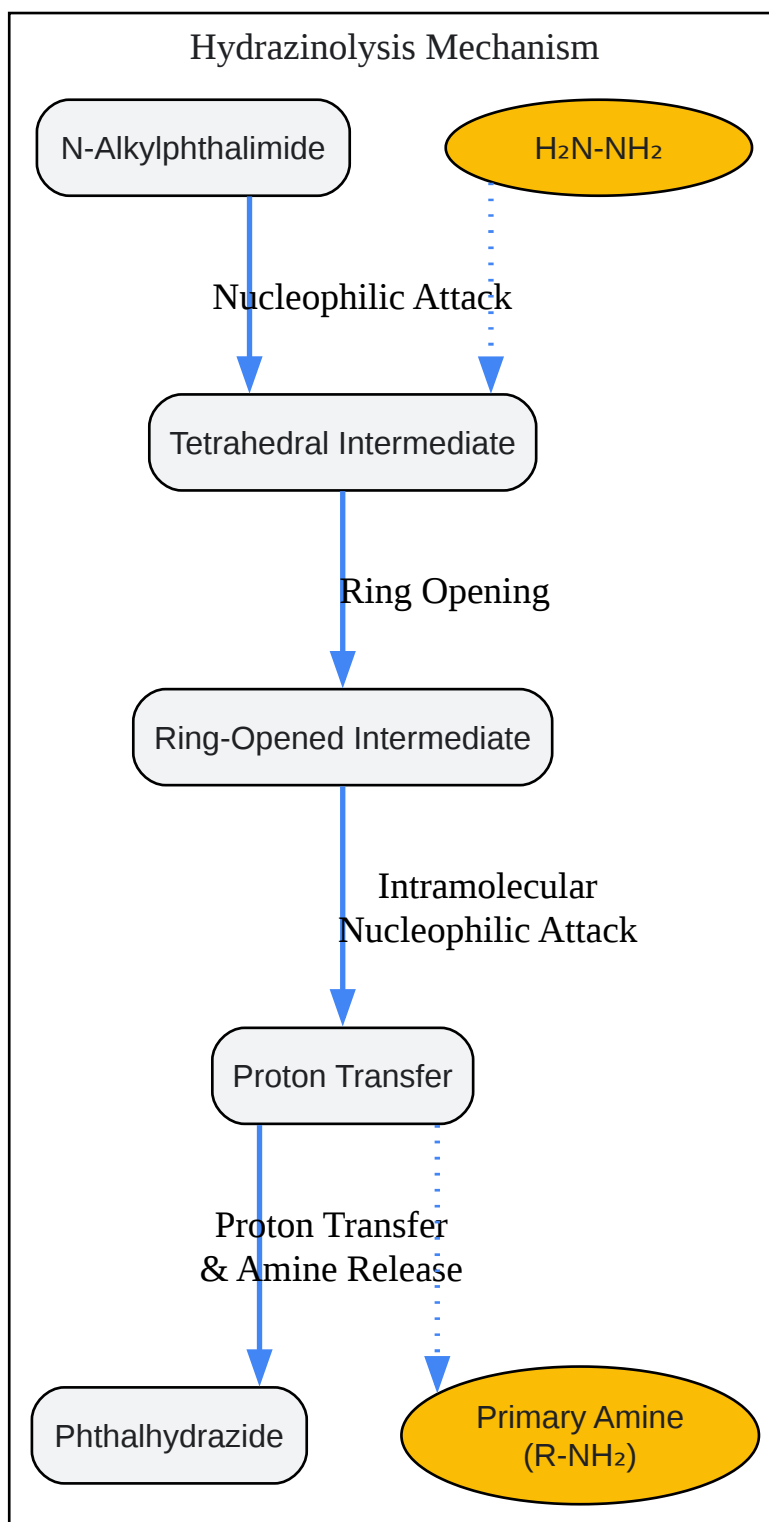 Hydrazinolysis Mechanism
N-Alkylphthalimide
H₂N-NH₂
Nucleophilic Attack
Tetrahedral Intermediate
Ring Opening
Ring-Opened Intermediate
Intramolecular
Nucleophilic Attack
Proton Transfer
Proton Transfer
& Amine Release
Phthalhydrazide
Primary Amine
(R-NH₂)